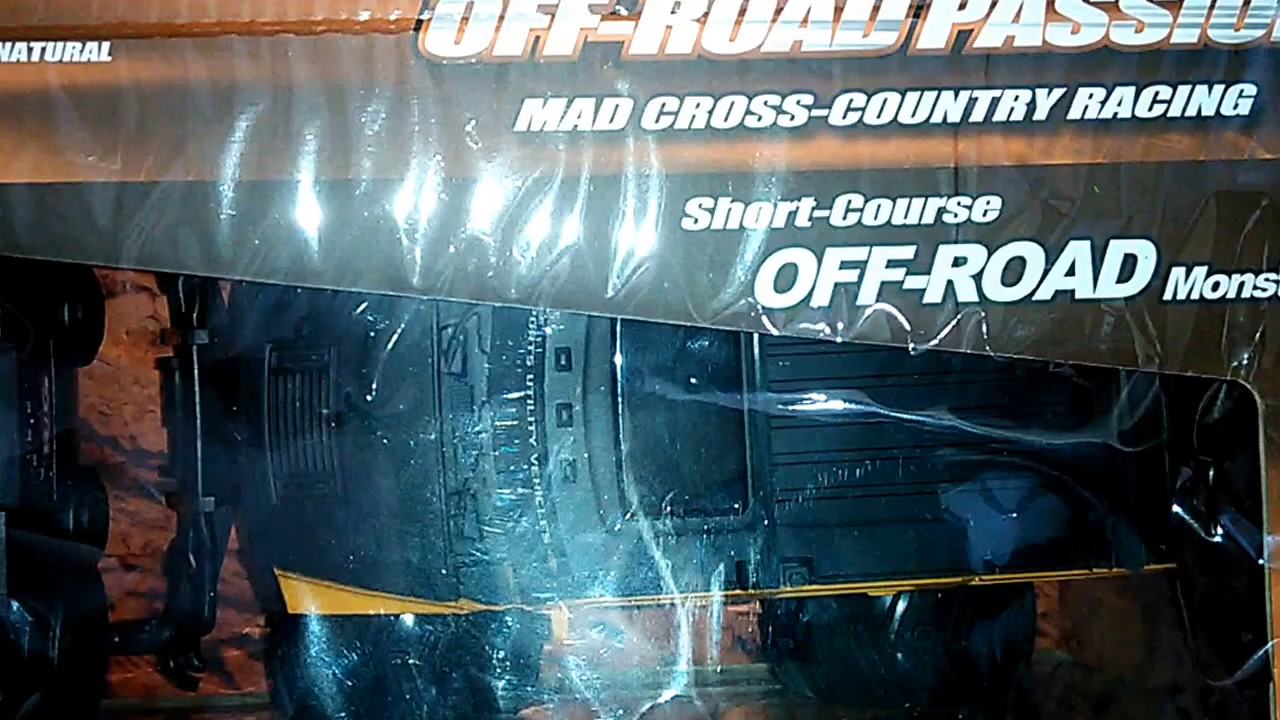 OFF-ROAD PASSIO
NATURAL
MAD CROSS-COUNTRY RACING
Short-Course
OFF-ROAD Monst